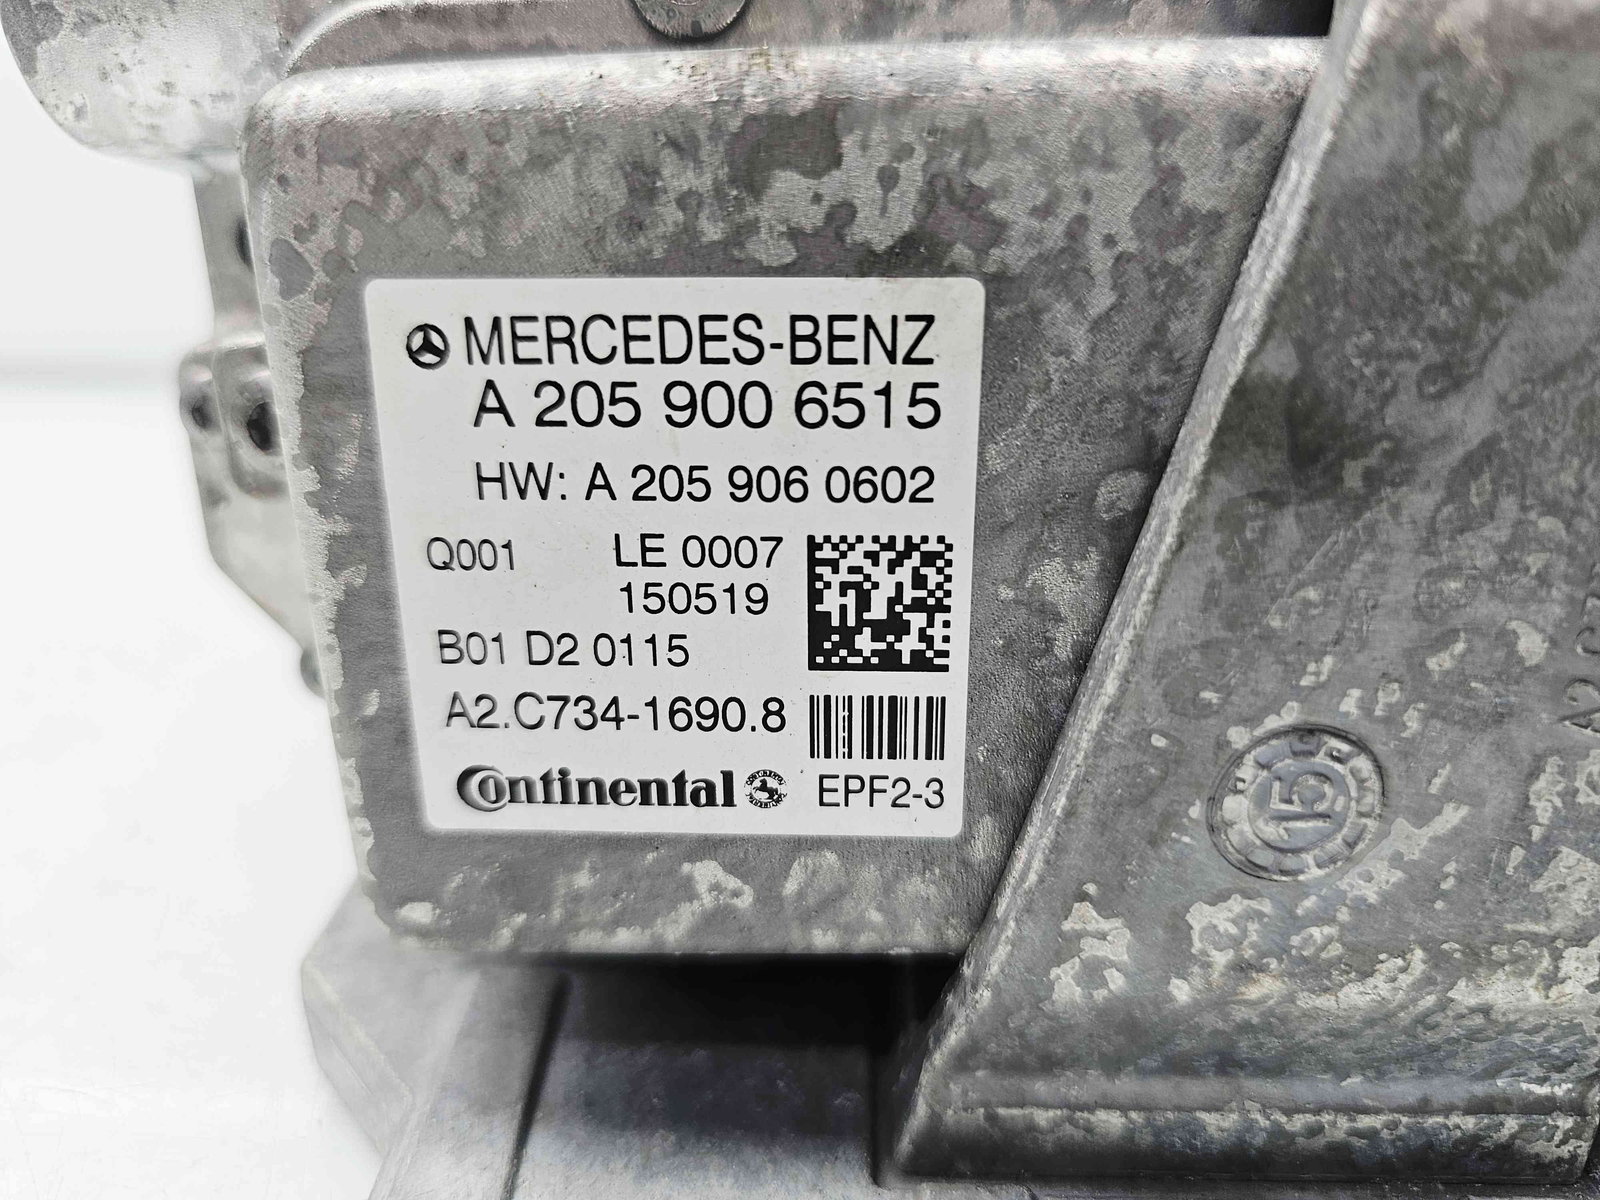 MERCEDES-BENZ
A 205 900 6515
HW: A 205 906 0602
Q001 LE 0007
150519
B01 D2 0115
A2.C734-1690.8
Continental EPF2-3
15